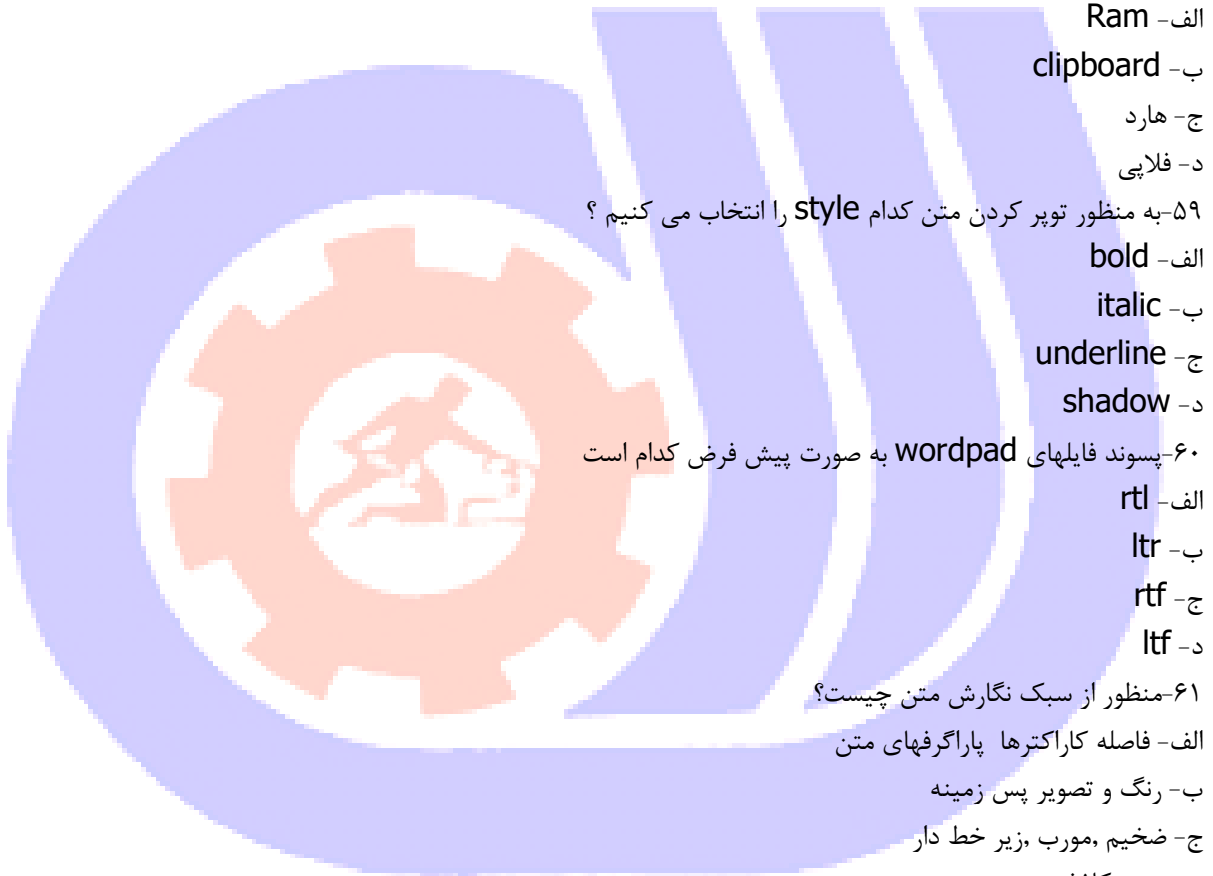 الف- Ram
ب- clipboard
ج- هارد
د- فلاپی
۵۹-به منظور توپر کردن متن کدام style را انتخاب می کنیم ؟
الف- bold
ب- italic
ج- underline
د- shadow
۶۰-پسوند فایلهای wordpad به صورت پیش فرض کدام است
الف- rtl
ب- ltr
ج- rtf
د- ltf
۶۱-منظور از سبک نگارش متن چیست؟
الف- فاصله کاراکترها پاراگرفهای متن
ب- رنگ و تصویر پس زمینه
ج- ضخیم ,مورب ,زیر خط دار